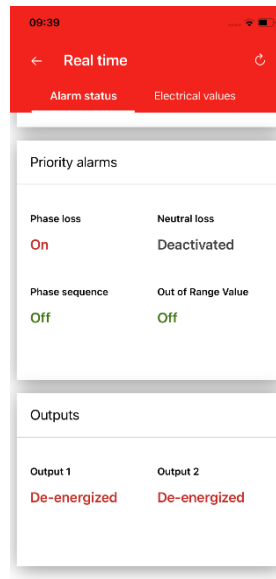 09:39
Real time
Alarm status Electrical values
Priority alarms
Phase loss Neutral loss
On Deactivated
Phase sequence Out of Range Value
Off Off
Outputs
Output 1 Output 2
De-energized De-energized